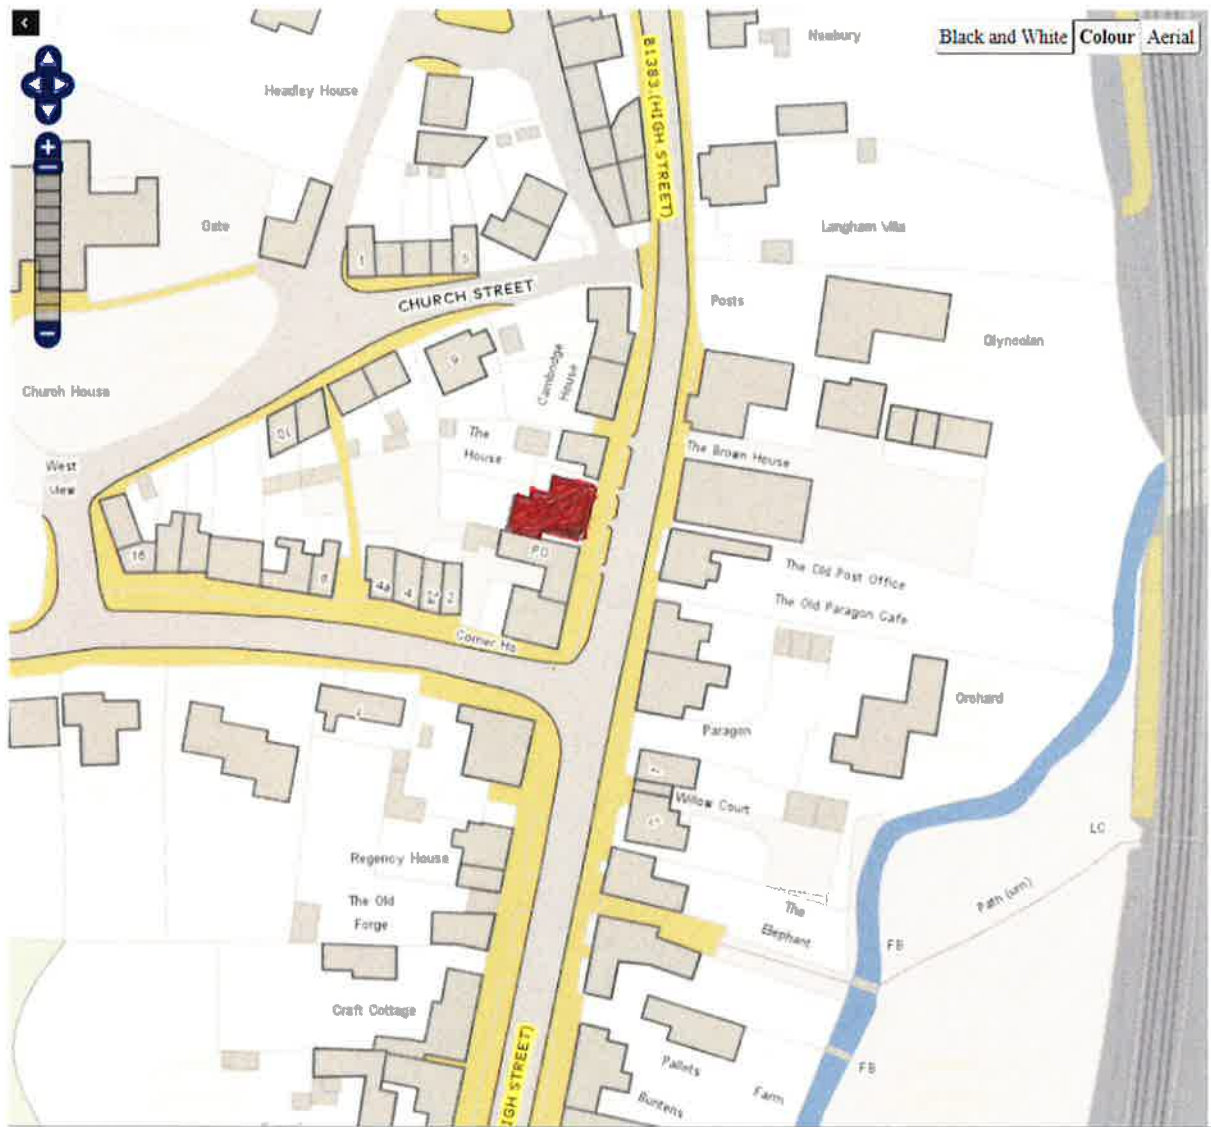 Black and White Colour Aerial
Newbury
Headley House
B1383 (HIGH STREET)
Gate
Langham Villa
1
5
CHURCH STREET
Posts
Glyncolan
Cambridge
House
9
Church House
10
The
House
The Brown House
West
View
P.O
16
The Old Post Office
4a
4
2a
2
The Old Paragon Cafe
Corner Ho
Orchard
Paragon
Willow Court
LC
Regency House
Path (um)
The Old
Forge
The
Elephant
FB
Craft Cottage
Pallets
FB
Farm
Buntens
IGH STREET)